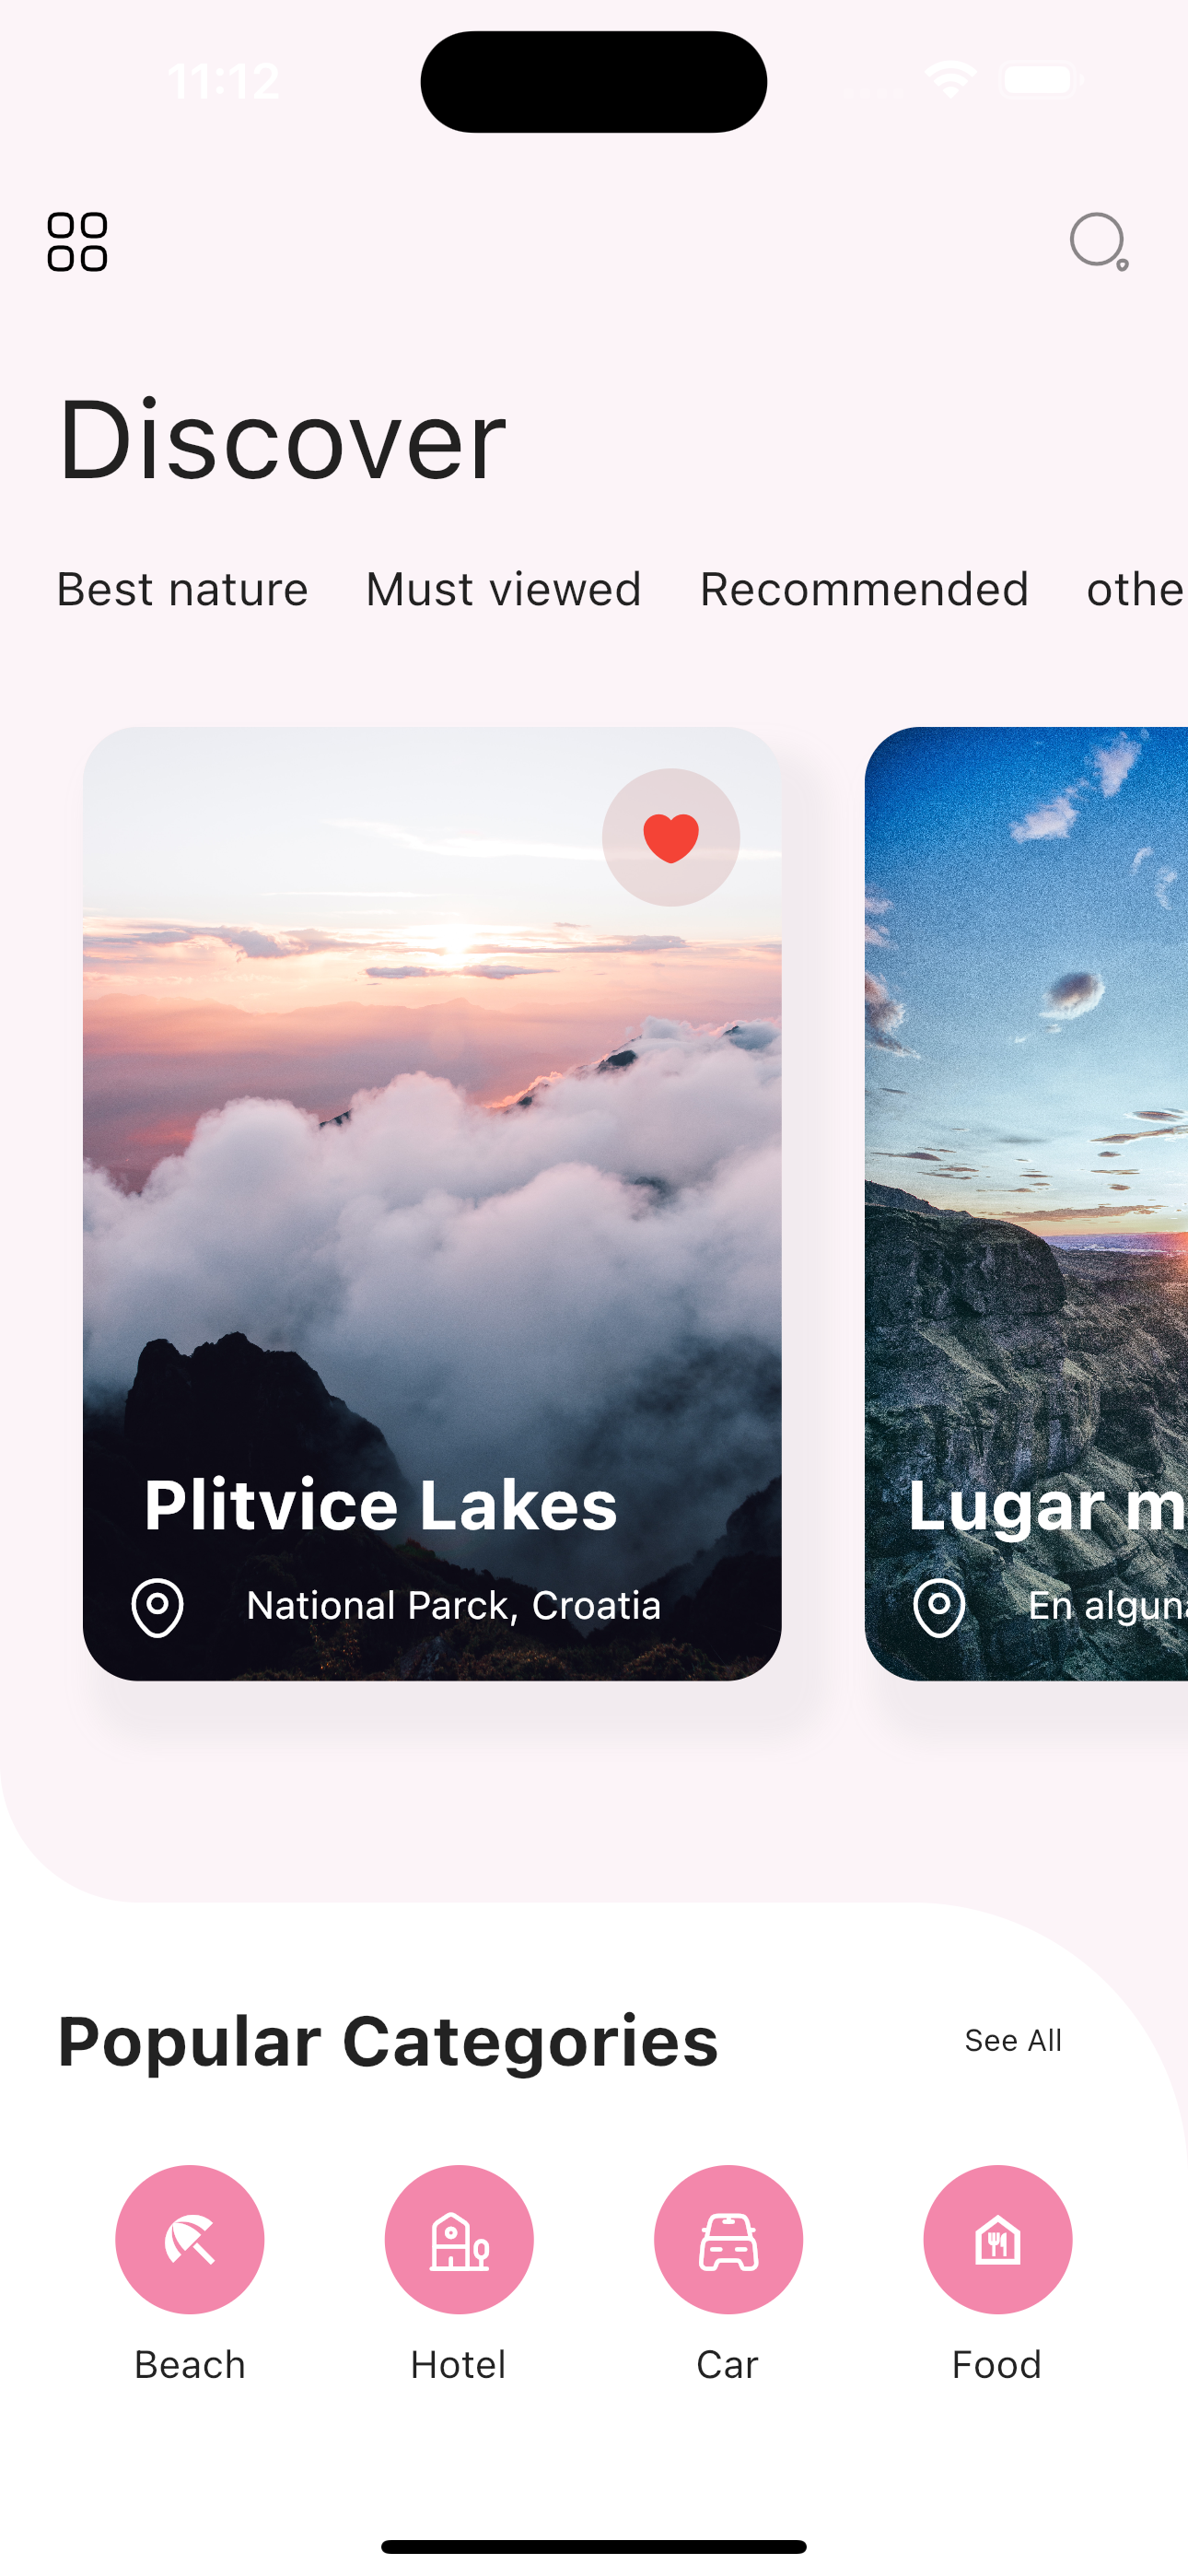 11:12
Discover
Best nature Must viewed Recommended othe
Plitvice Lakes
National Parck, Croatia
Lugar m
En alguna
Popular Categories
See All
Beach Hotel Car Food